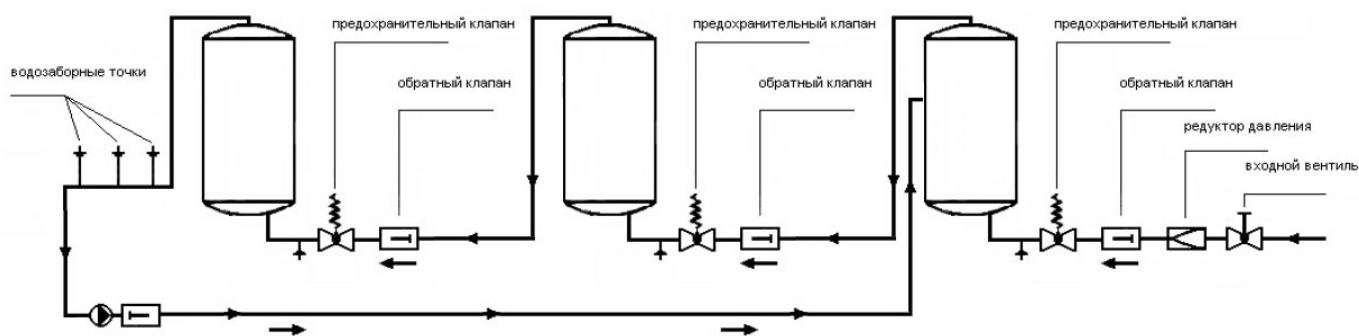 предохранительный клапан
предохранительный клапан
предохранительный клапан
водозаборные точки
обратный клапан
обратный клапан
обратный клапан
редуктор давления
входной вентиль